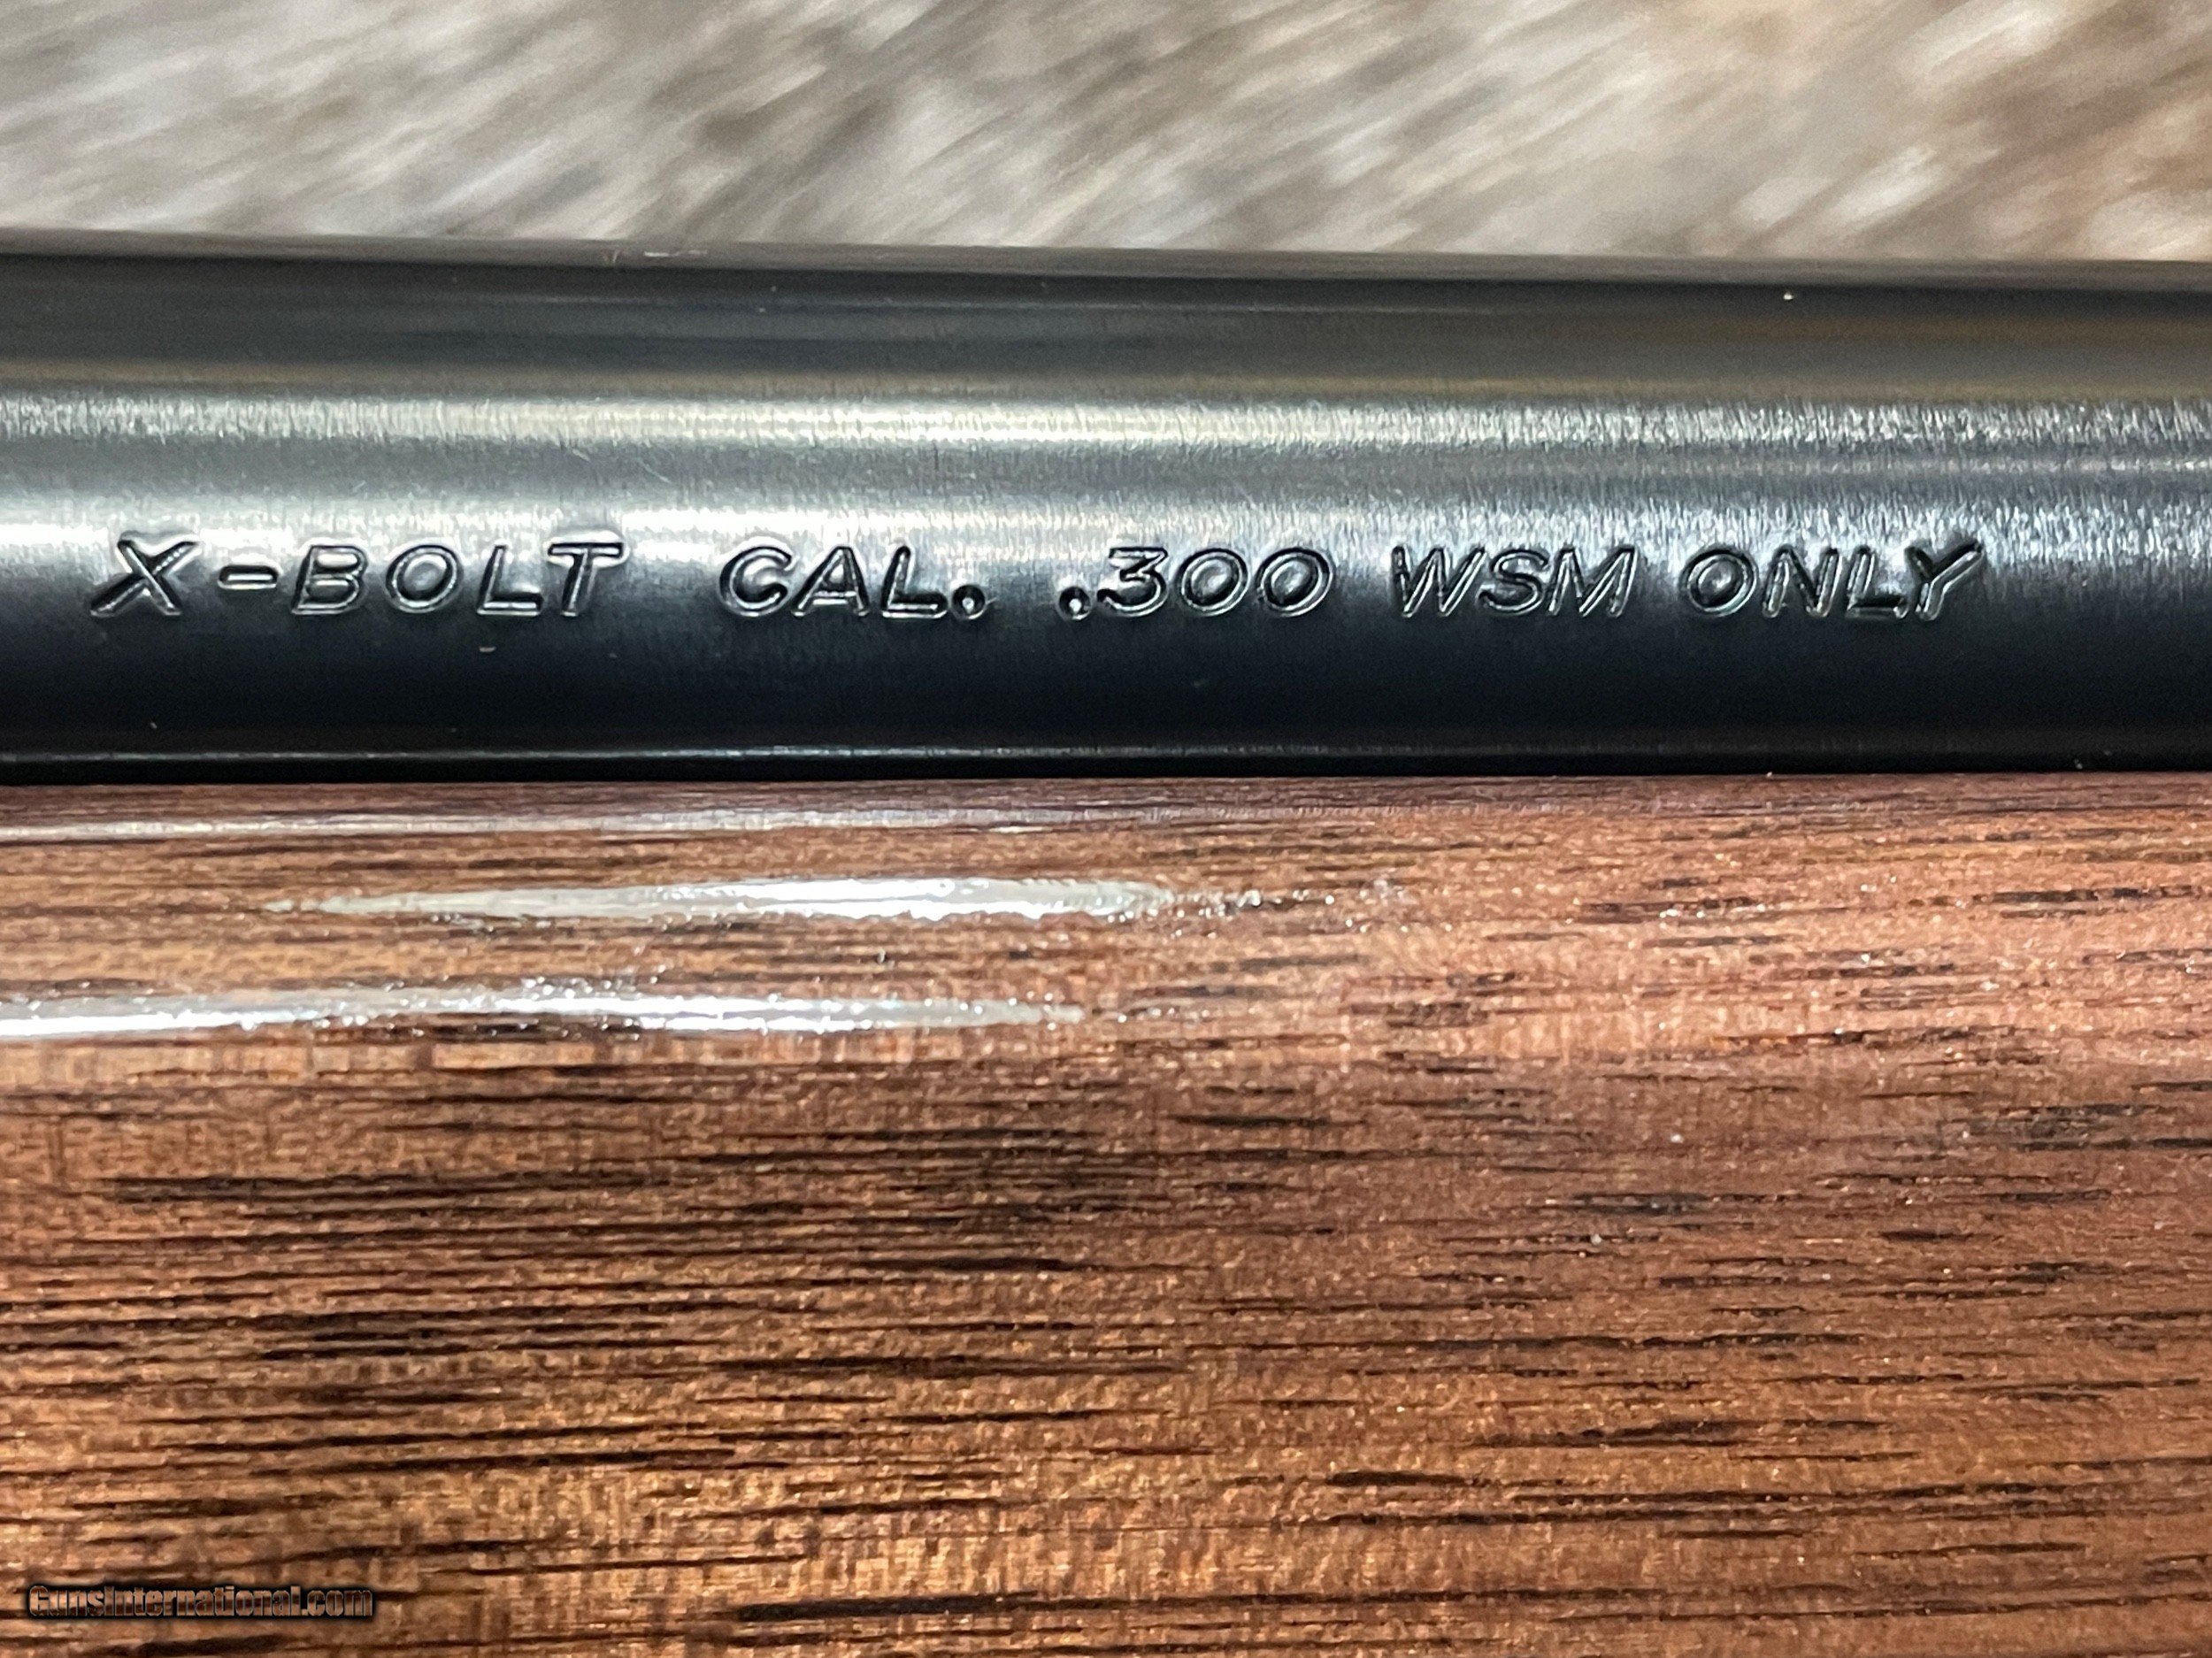 X-BOLT CAL. .300 WSM ONLY
GunsInternational.com